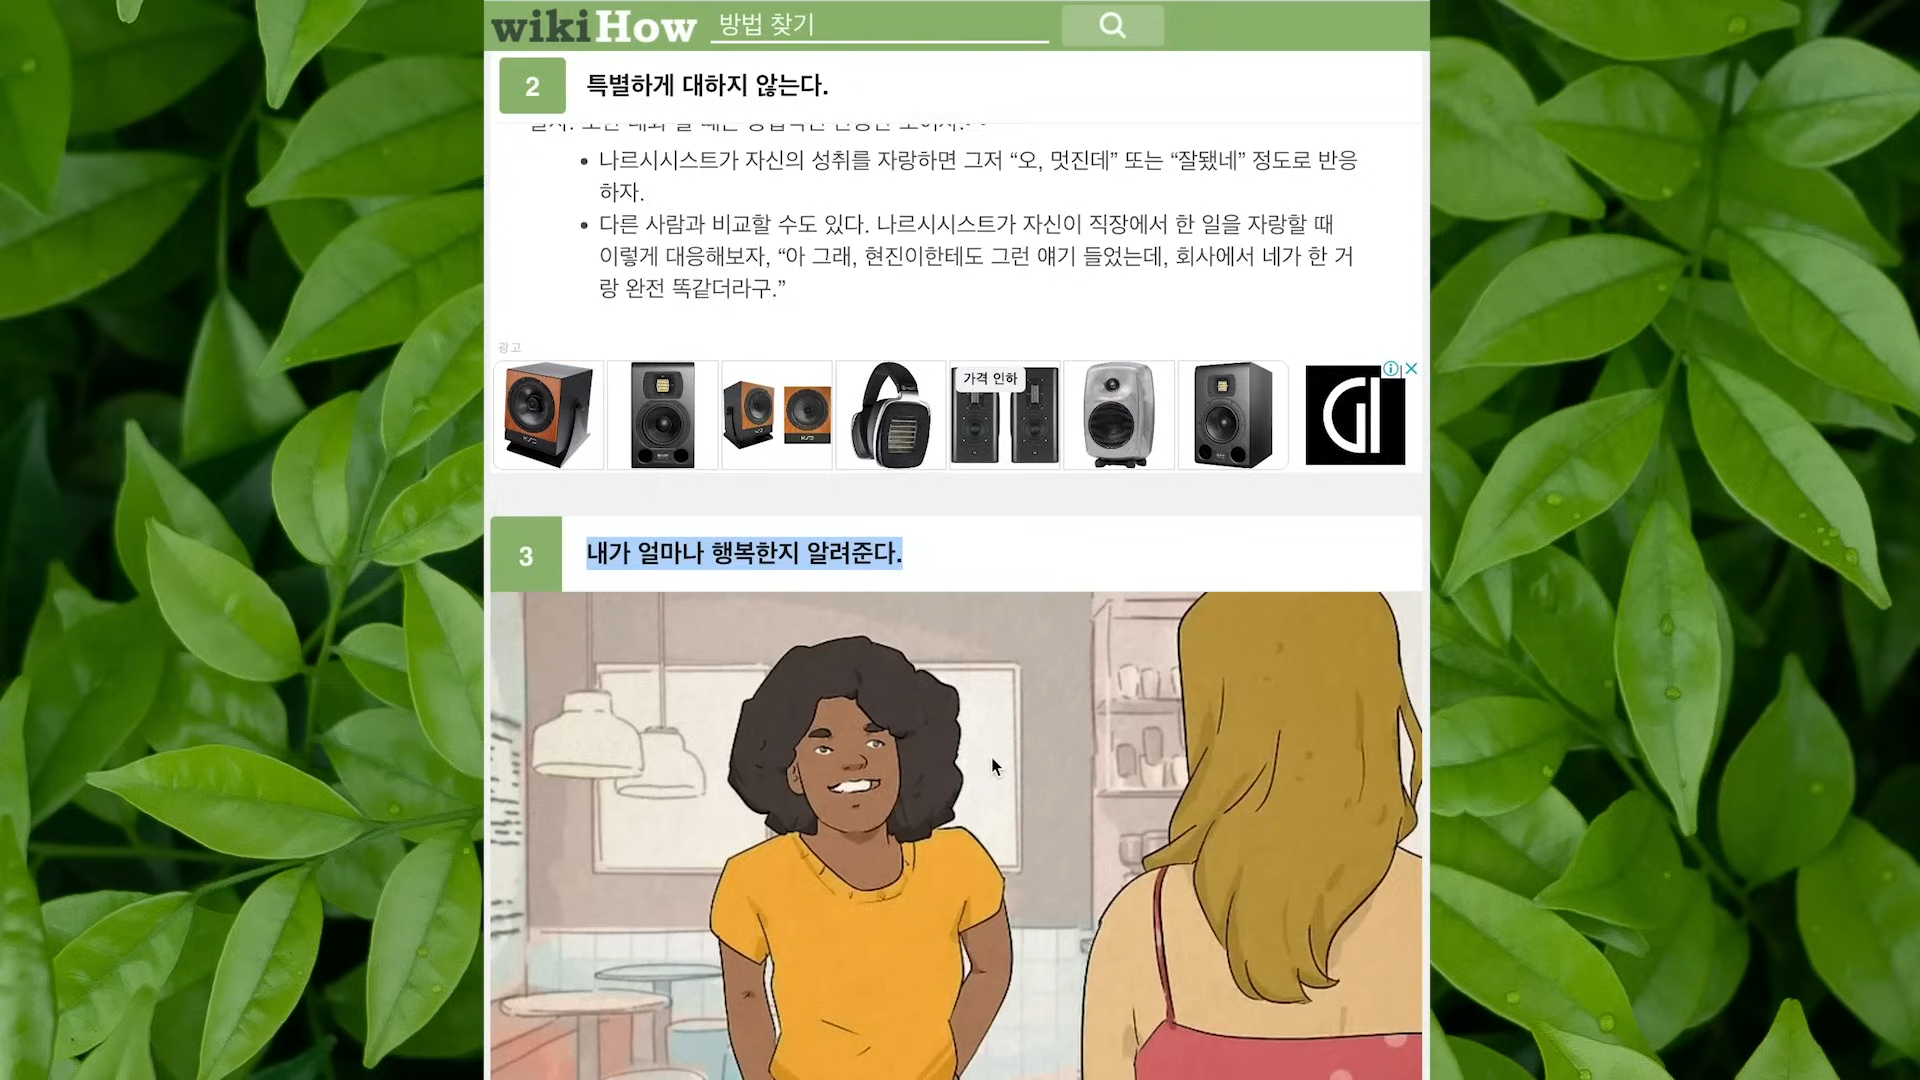 wikiHow 방법 찾기
2 특별하게 대하지 않는다.
• 나르시시스트가 자신의 성취를 자랑하면 그저 “오, 멋진데” 또는 “잘됐네” 정도로 반응
하자.
• 다른 사람과 비교할 수도 있다. 나르시시스트가 자신이 직장에서 한 일을 자랑할 때
이렇게 대응해보자, “아 그래, 현진이한테도 그런 얘기 들었는데, 회사에서 네가 한 거
랑 완전 똑같더라구.”
광고
가격 인하
3 내가 얼마나 행복한지 알려준다.